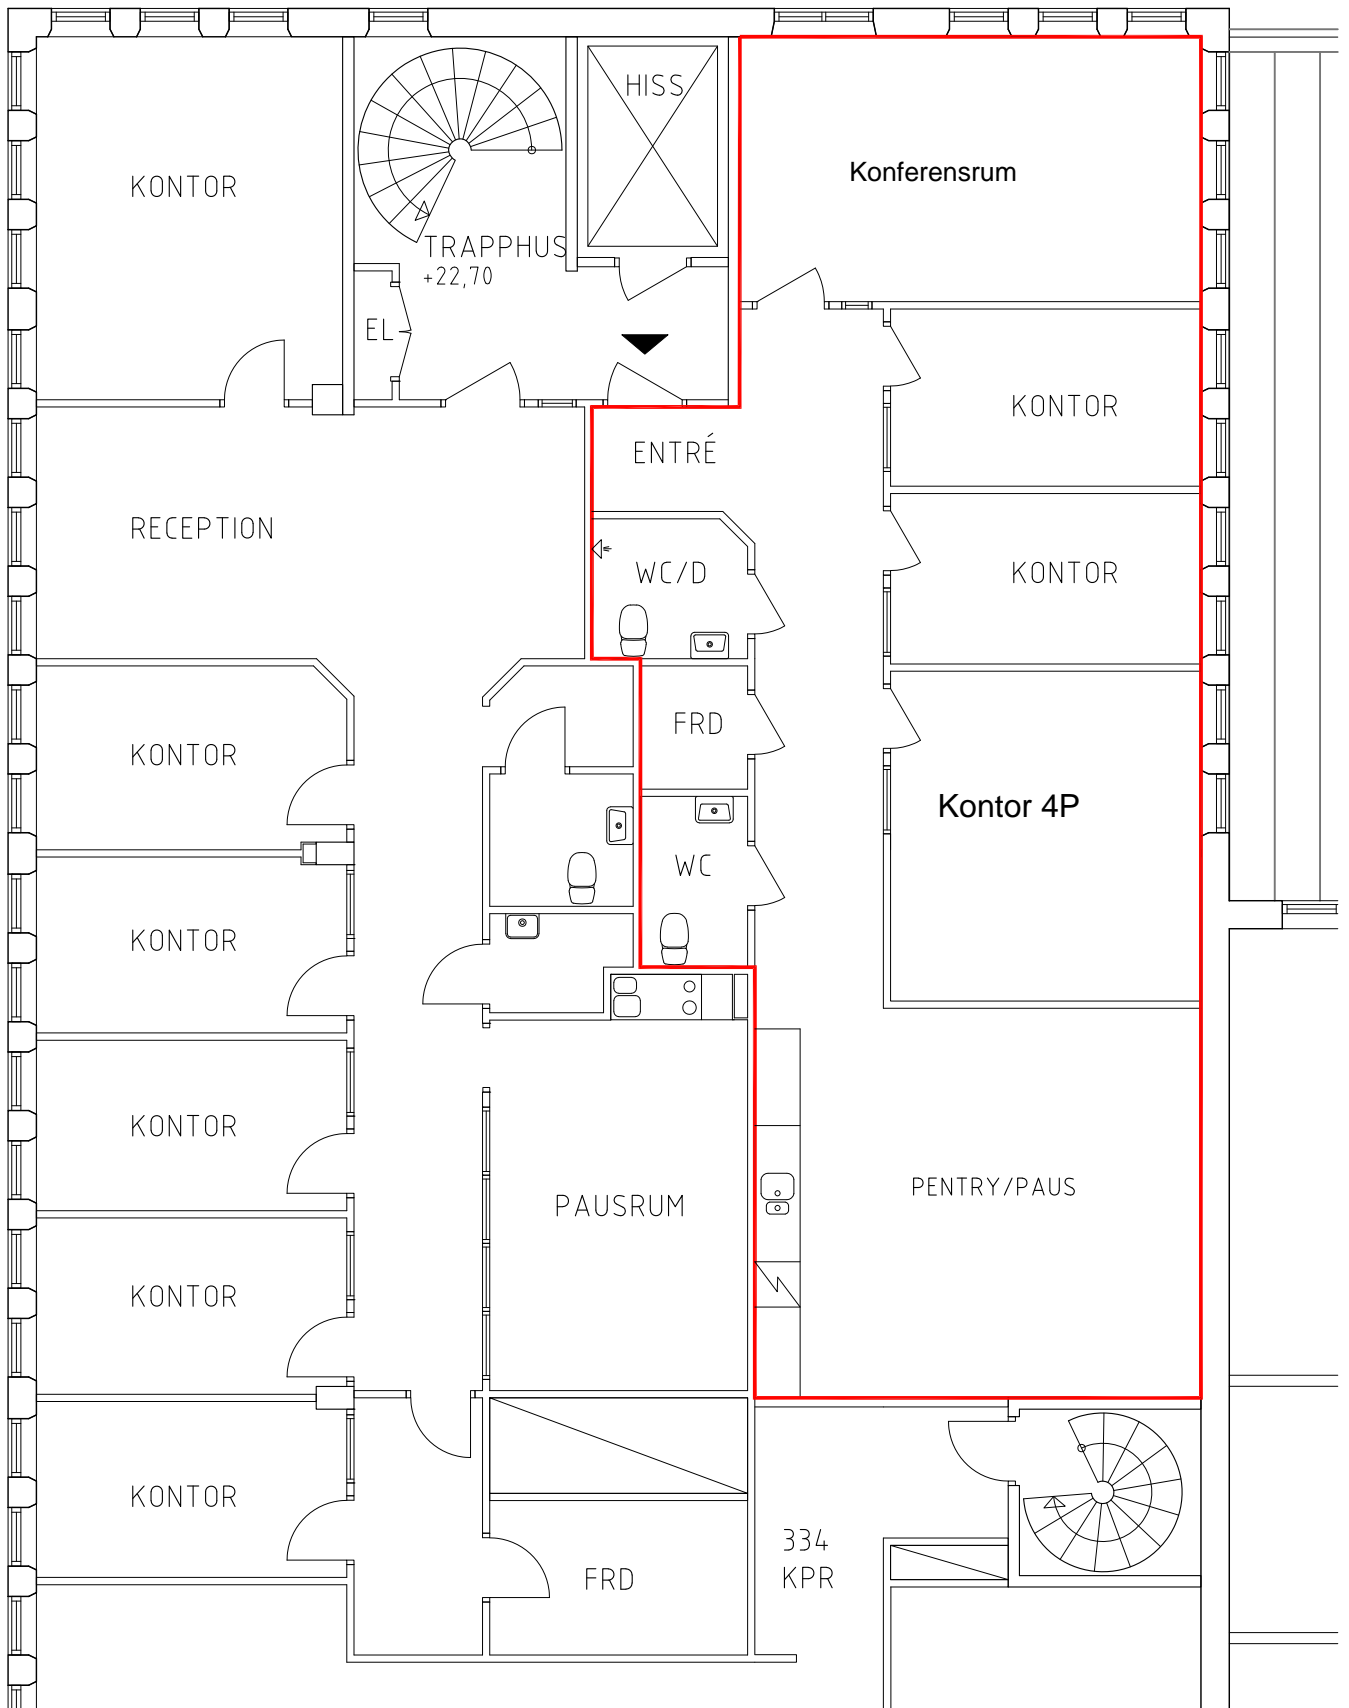 HISS
KONTOR
Konferensrum
TRAPPHUS
+22,70
EL
KONTOR
ENTRÉ
RECEPTION
WC/D
KONTOR
FRD
KONTOR
Kontor 4P
WC
KONTOR
KONTOR
PENTRY/PAUS
PAUSRUM
KONTOR
KONTOR
334
KPR
FRD